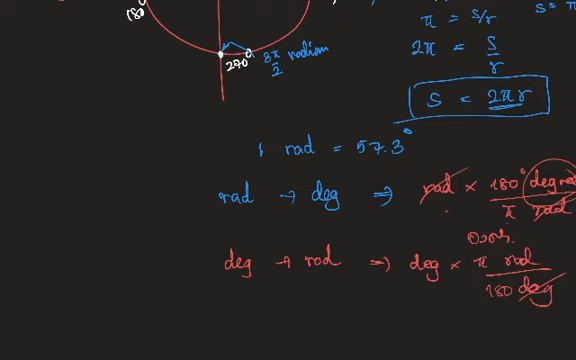 180
270° 3π/2 radian
π = s/r
s = π
2π = s/r
s = 2πr
1 rad = 57.3°
rad → deg ⇒ rad × 180° degree / π rad
deg → rad ⇒ deg × π rad / 180 deg